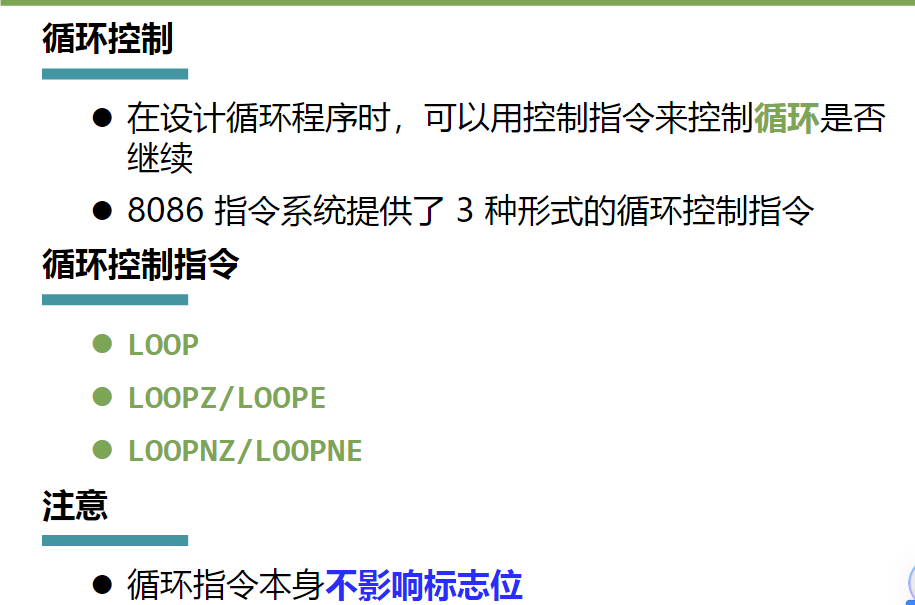 循环控制
● 在设计循环程序时，可以用控制指令来控制循环是否
继续
● 8086 指令系统提供了 3 种形式的循环控制指令
循环控制指令
● LOOP
● LOOPZ/LOOPE
● LOOPNZ/LOOPNE
注意
● 循环指令本身不影响标志位